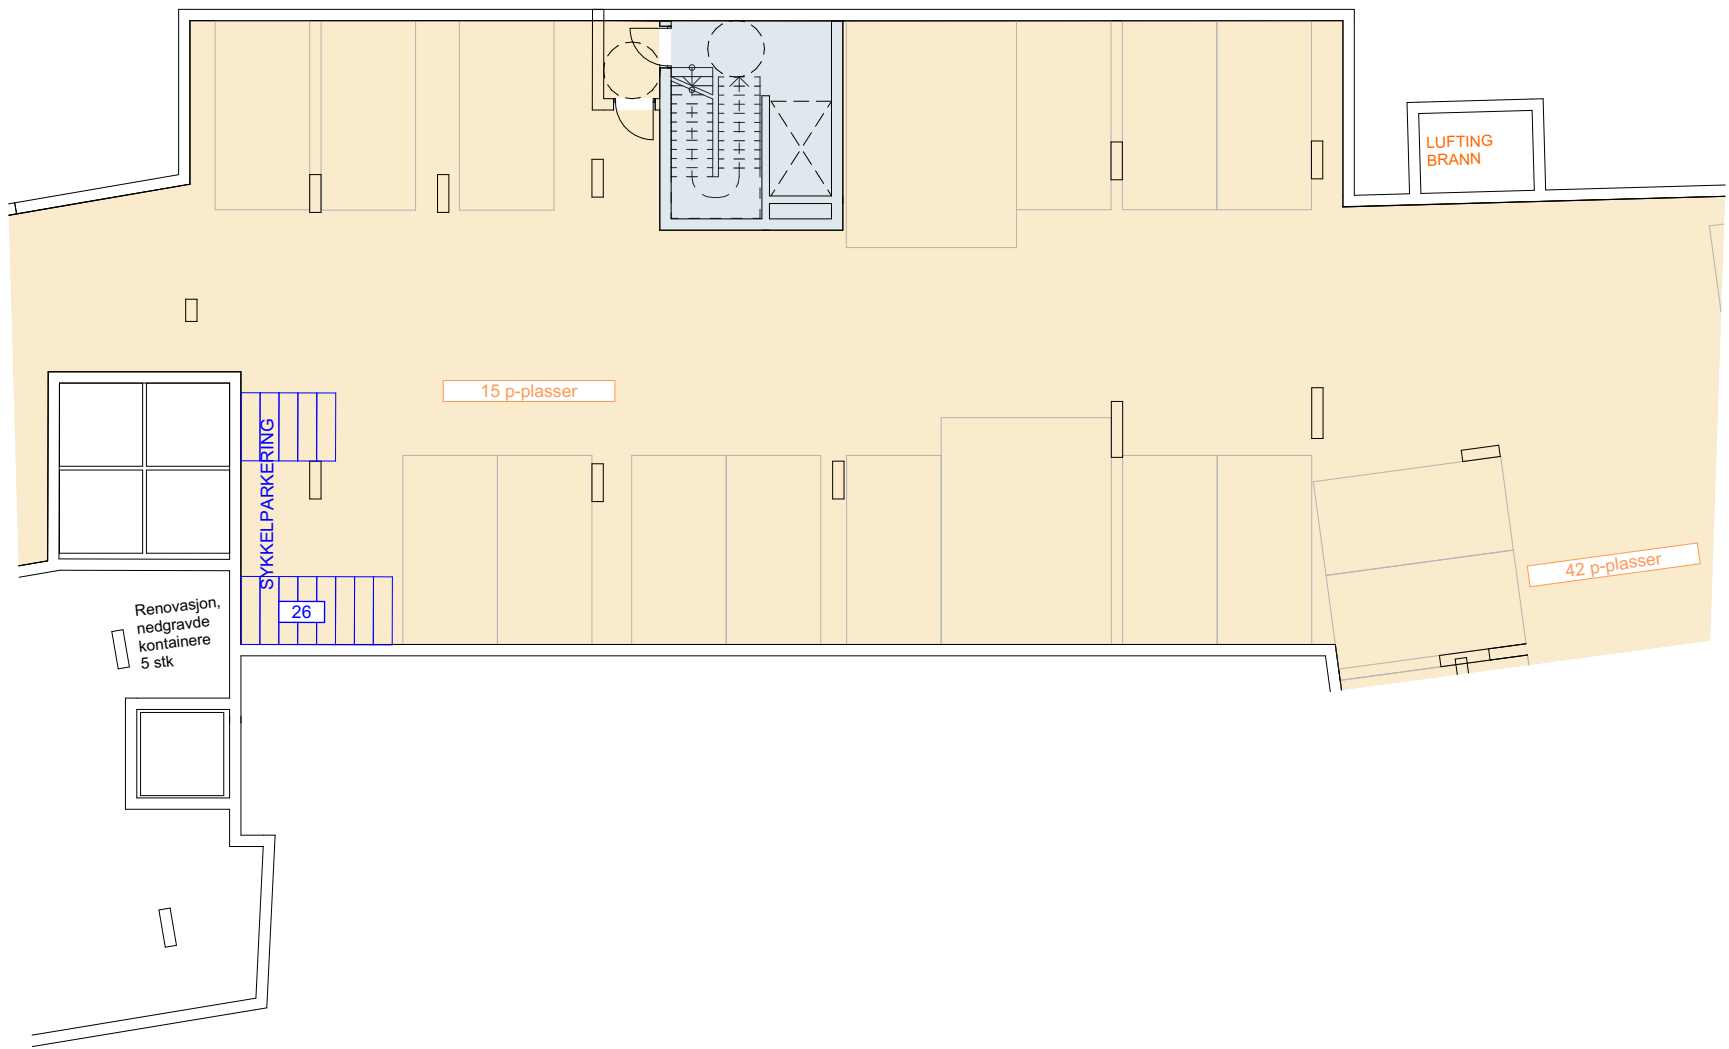 LUFTING
BRANN
15 p-plasser
SYKKELPARKERING
42 p-plasser
26
Renovasjon,
nedgravde
kontainere
5 stk